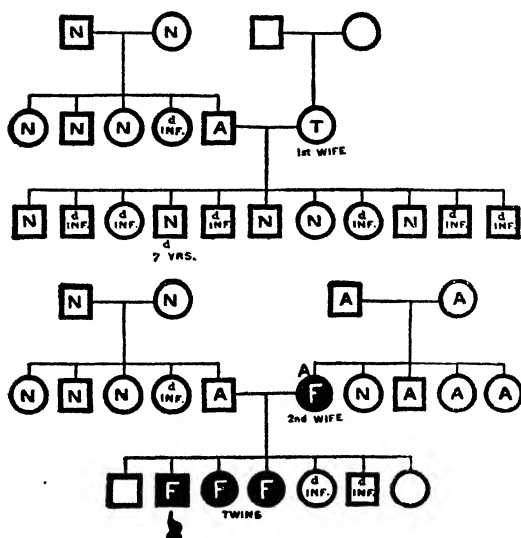 N N
N N N d INF. A T
1st WIFE
N d INF. d INF. N d INF. N N d INF. N d INF. d INF.
d
7 YRS.
N N A A
A
N N N d INF. A F N A A A
2nd WIFE
F F F d INF. d INF.
TWINS